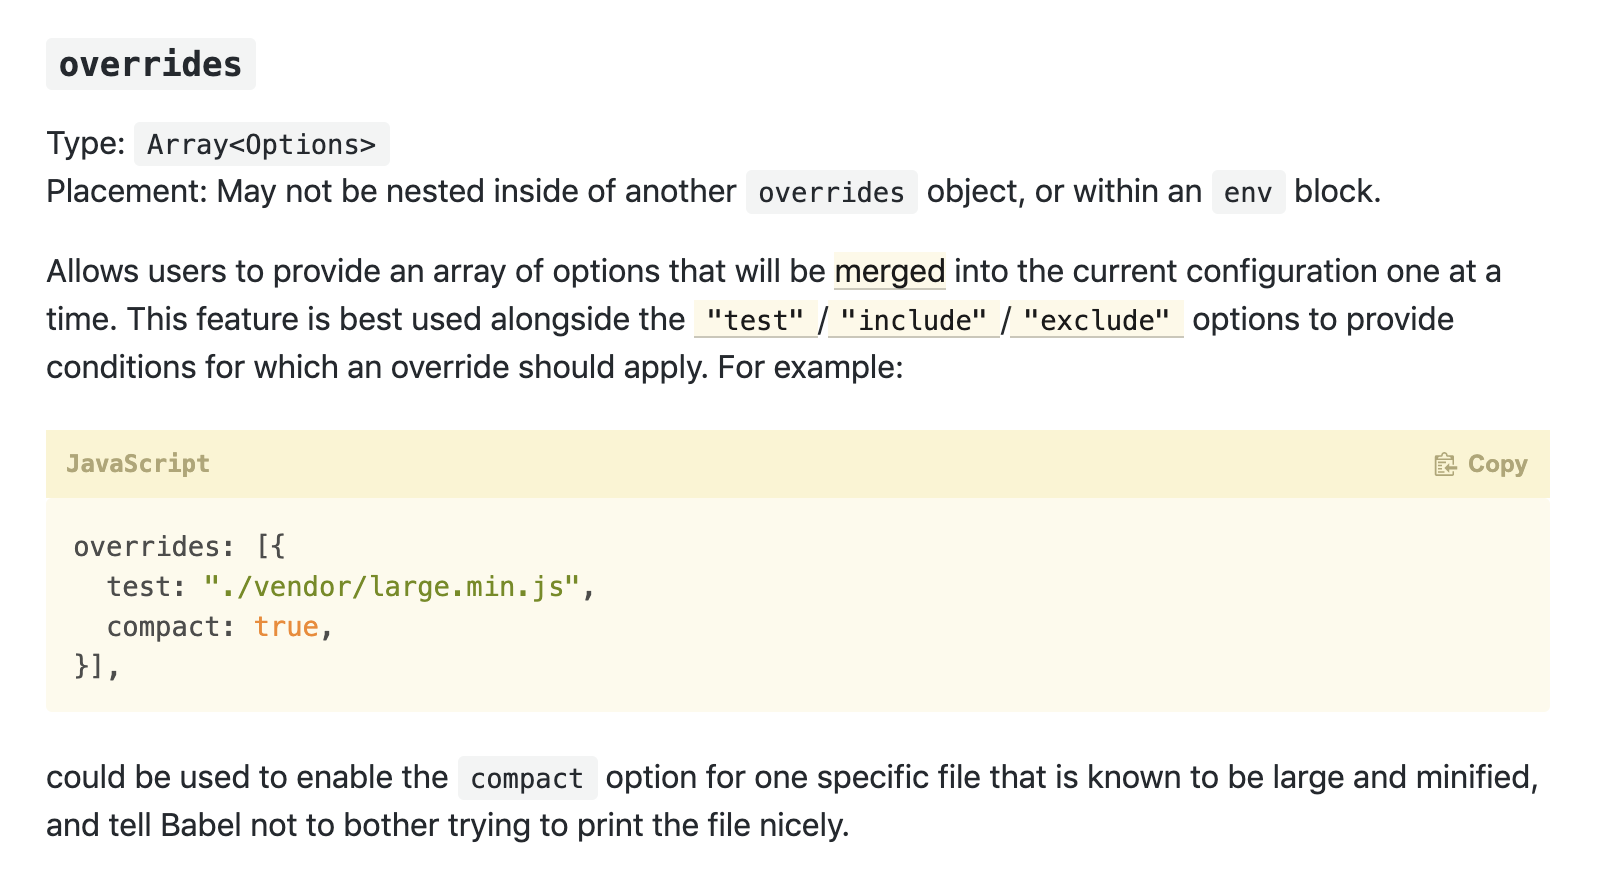 overrides
Type: Array<Options>
Placement: May not be nested inside of another overrides object, or within an env block.
Allows users to provide an array of options that will be merged into the current configuration one at a
time. This feature is best used alongside the "test"/"include"/"exclude" options to provide
conditions for which an override should apply. For example:
JavaScript Copy
overrides: [{
  test: "./vendor/large.min.js",
  compact: true,
}],
could be used to enable the compact option for one specific file that is known to be large and minified,
and tell Babel not to bother trying to print the file nicely.